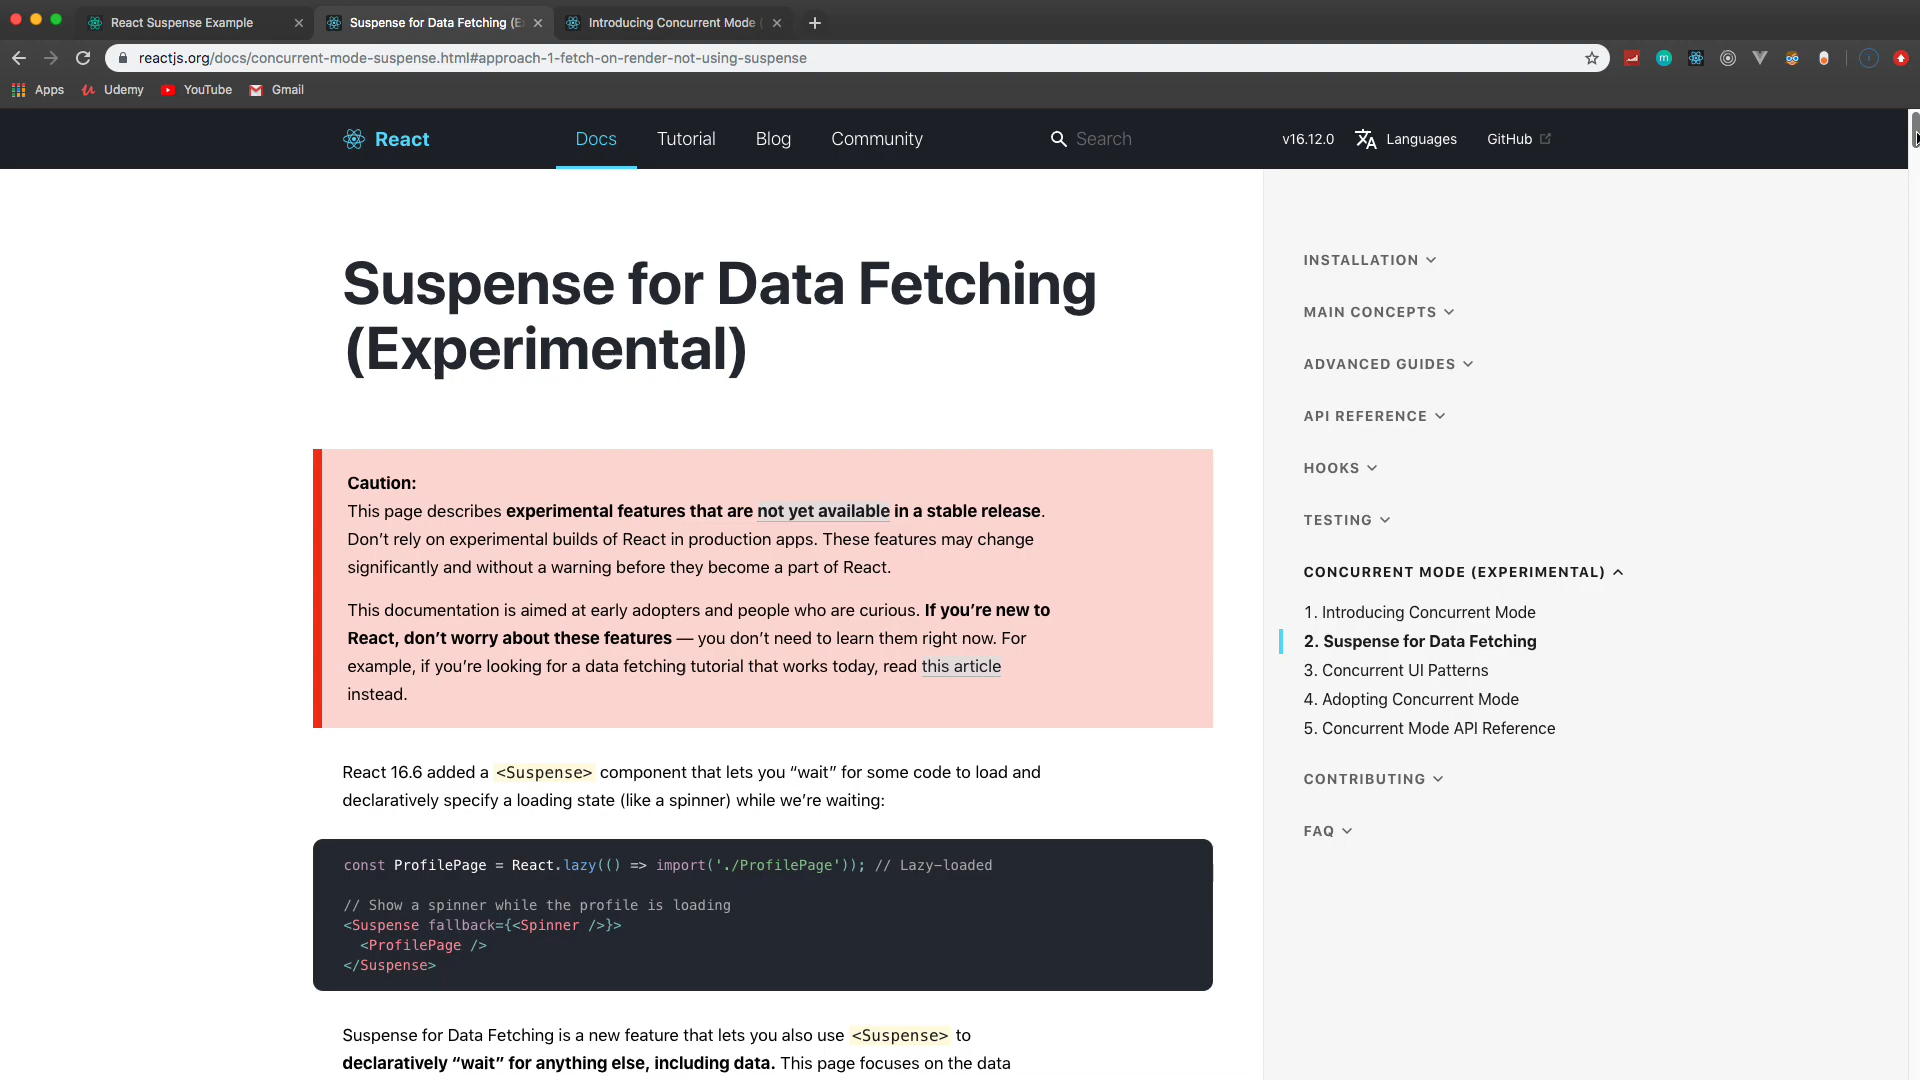 React Suspense Example
Suspense for Data Fetching (E
Introducing Concurrent Mode (
reactjs.org/docs/concurrent-mode-suspense.html#approach-1-fetch-on-render-not-using-suspense
Apps
Udemy
YouTube
Gmail
React
Docs
Tutorial
Blog
Community
Search
v16.12.0
Languages
GitHub
Suspense for Data Fetching
(Experimental)
Caution:
This page describes experimental features that are not yet available in a stable release.
Don’t rely on experimental builds of React in production apps. These features may change
significantly and without a warning before they become a part of React.
This documentation is aimed at early adopters and people who are curious. If you’re new to
React, don’t worry about these features — you don’t need to learn them right now. For
example, if you’re looking for a data fetching tutorial that works today, read this article
instead.
React 16.6 added a <Suspense> component that lets you “wait” for some code to load and
declaratively specify a loading state (like a spinner) while we’re waiting:
const ProfilePage = React.lazy(() => import('./ProfilePage')); // Lazy-loaded
// Show a spinner while the profile is loading
<Suspense fallback={<Spinner />}>
<ProfilePage />
</Suspense>
Suspense for Data Fetching is a new feature that lets you also use <Suspense> to
declaratively “wait” for anything else, including data. This page focuses on the data
INSTALLATION
MAIN CONCEPTS
ADVANCED GUIDES
API REFERENCE
HOOKS
TESTING
CONCURRENT MODE (EXPERIMENTAL)
1. Introducing Concurrent Mode
2. Suspense for Data Fetching
3. Concurrent UI Patterns
4. Adopting Concurrent Mode
5. Concurrent Mode API Reference
CONTRIBUTING
FAQ